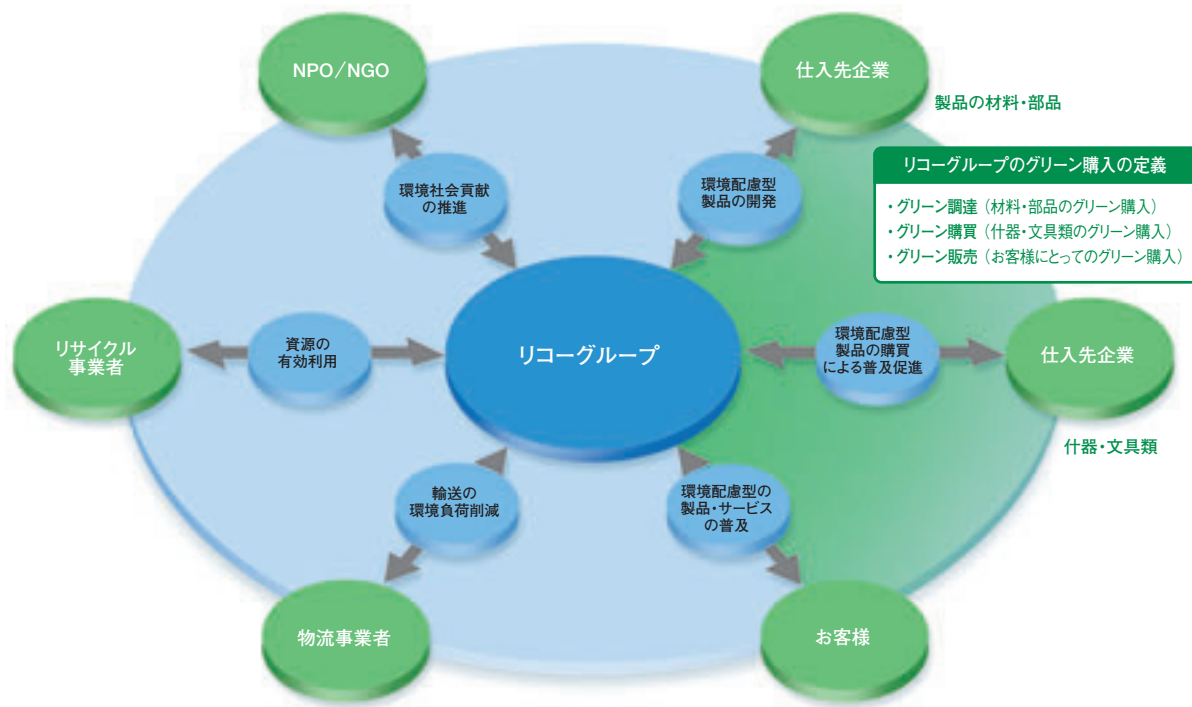 NPO/NGO
仕入先企業
製品の材料・部品
リコーグループのグリーン購入の定義
・グリーン調達（材料・部品のグリーン購入）
・グリーン購買（什器・文具類のグリーン購入）
・グリーン販売（お客様にとってのグリーン購入）
環境社会貢献
の推進
環境配慮型
製品の開発
リサイクル
事業者
資源の
有効利用
リコーグループ
環境配慮型
製品の購買
による普及促進
仕入先企業
什器・文具類
輸送の
環境負荷削減
環境配慮型の
製品・サービス
の普及
物流事業者
お客様